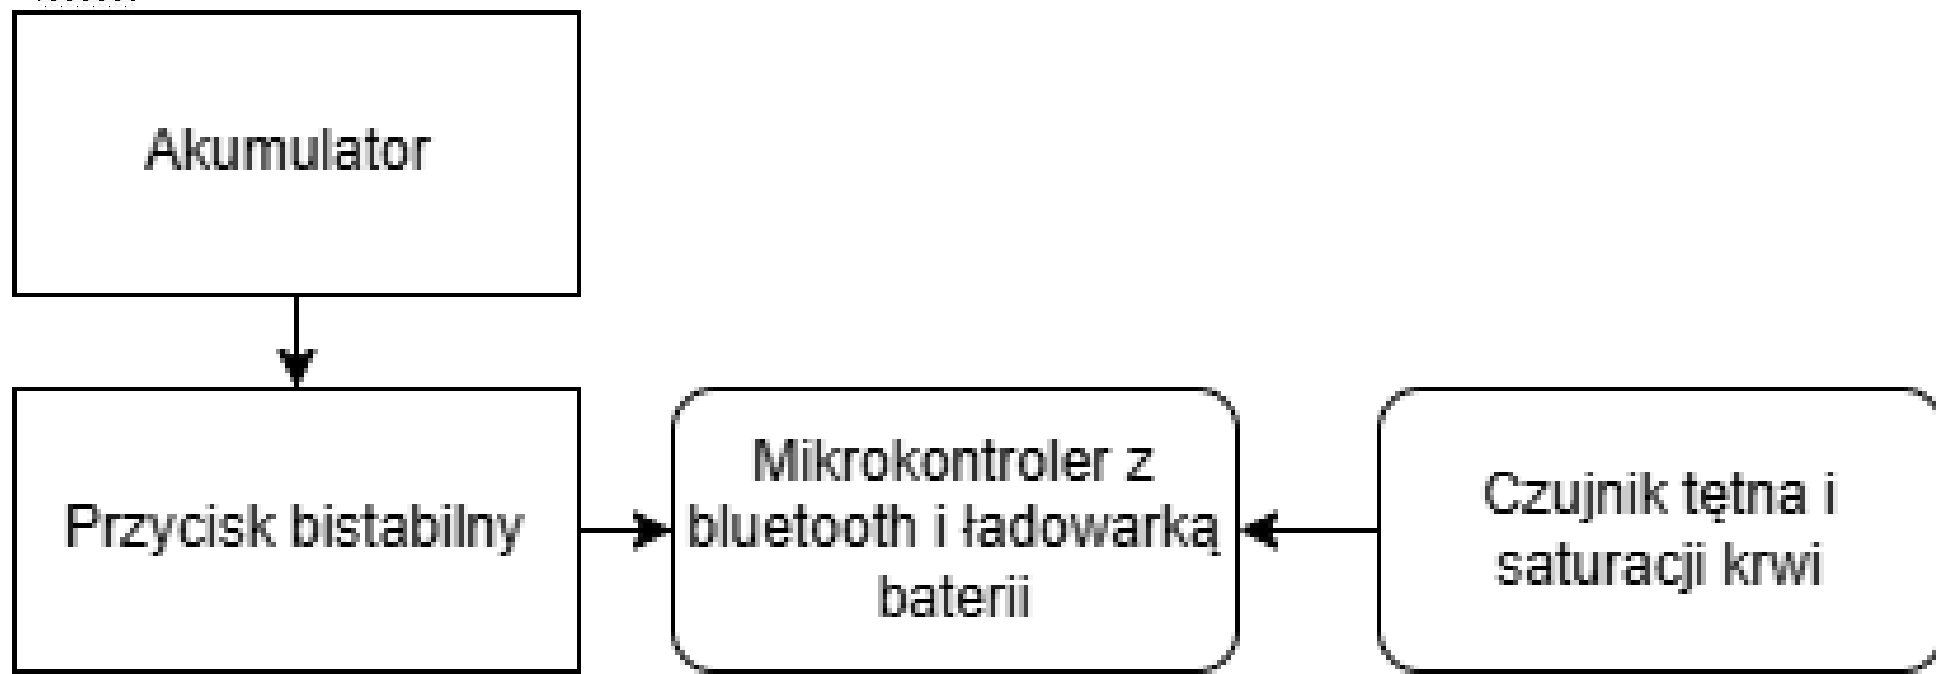 Akumulator
Przycisk bistabilny
Mikrokontroler z
bluetooth i ładowarką
baterii
Czujnik tętna i
saturacji krwi